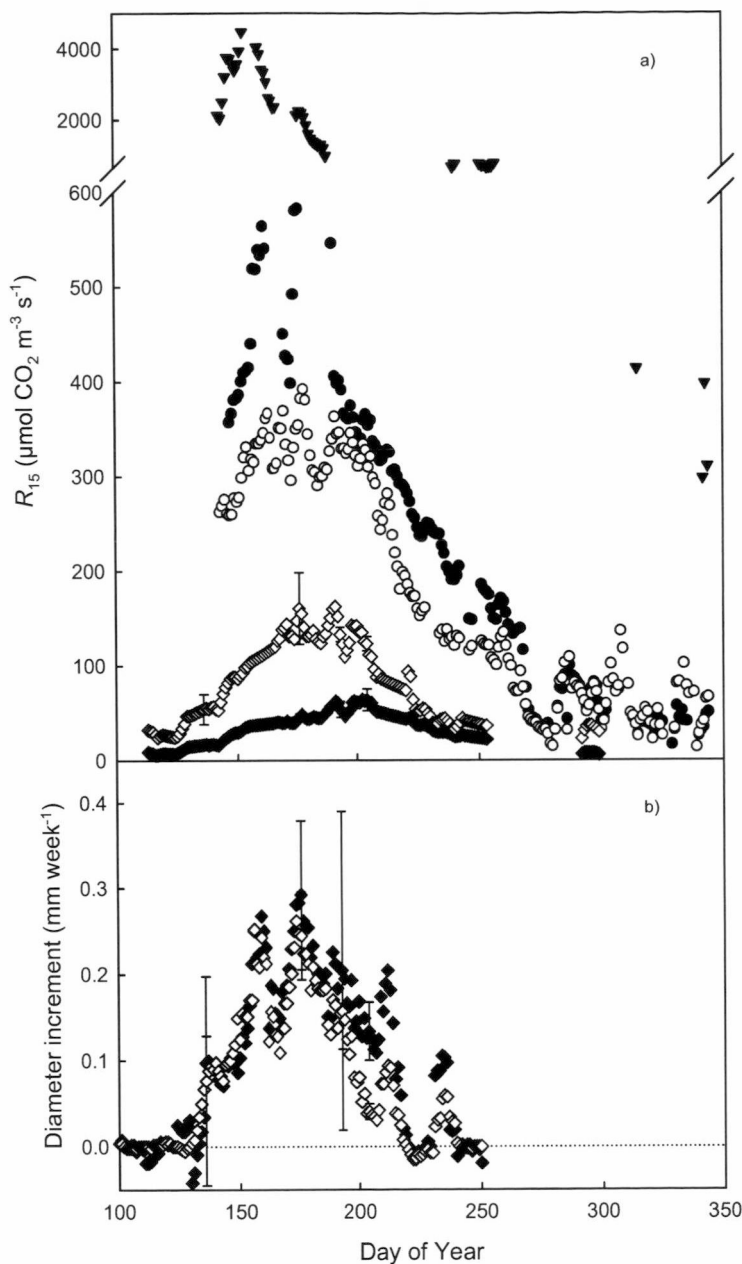 4000
a)
2000
600
500
400
300
200
100
0
R₁₅ (µmol CO₂ m⁻³ s⁻¹)
b)
0.4
0.3
0.2
0.1
0.0
Diameter increment (mm week⁻¹)
100 150 200 250 300 350
Day of Year